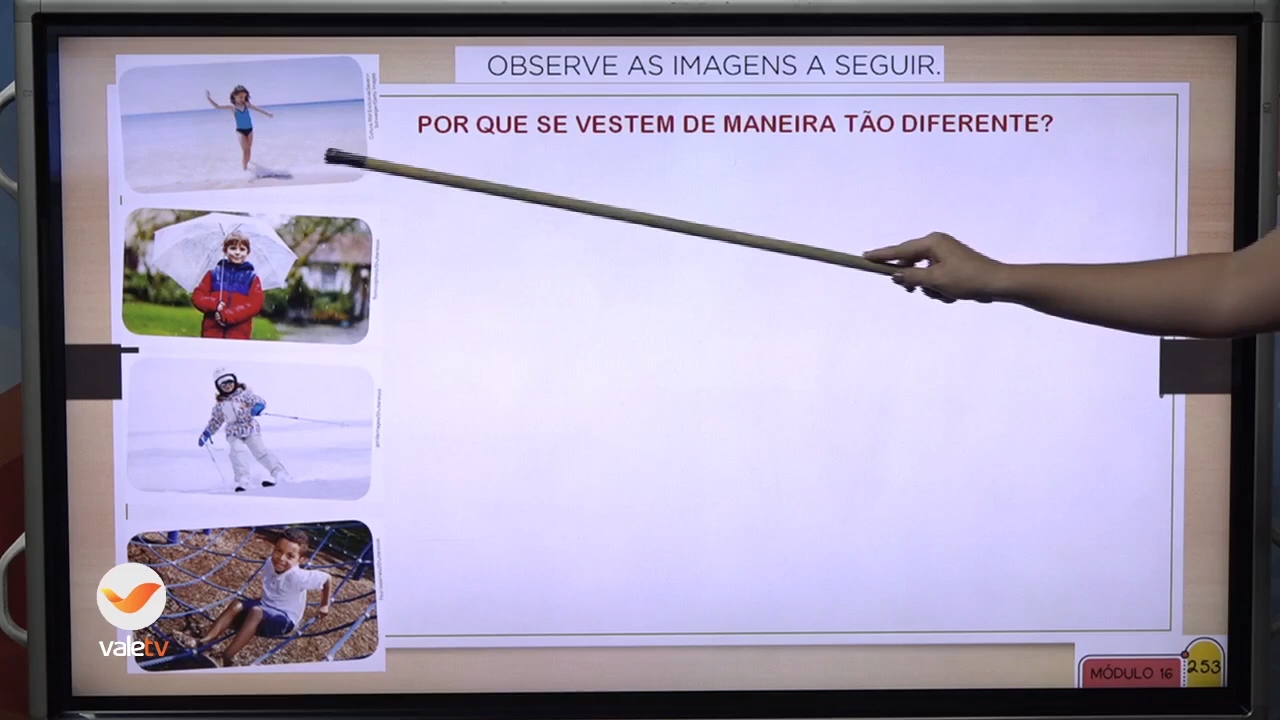 OBSERVE AS IMAGENS A SEGUIR.
POR QUE SE VESTEM DE MANEIRA TÃO DIFERENTE?
valetv
MÓDULO 16
253